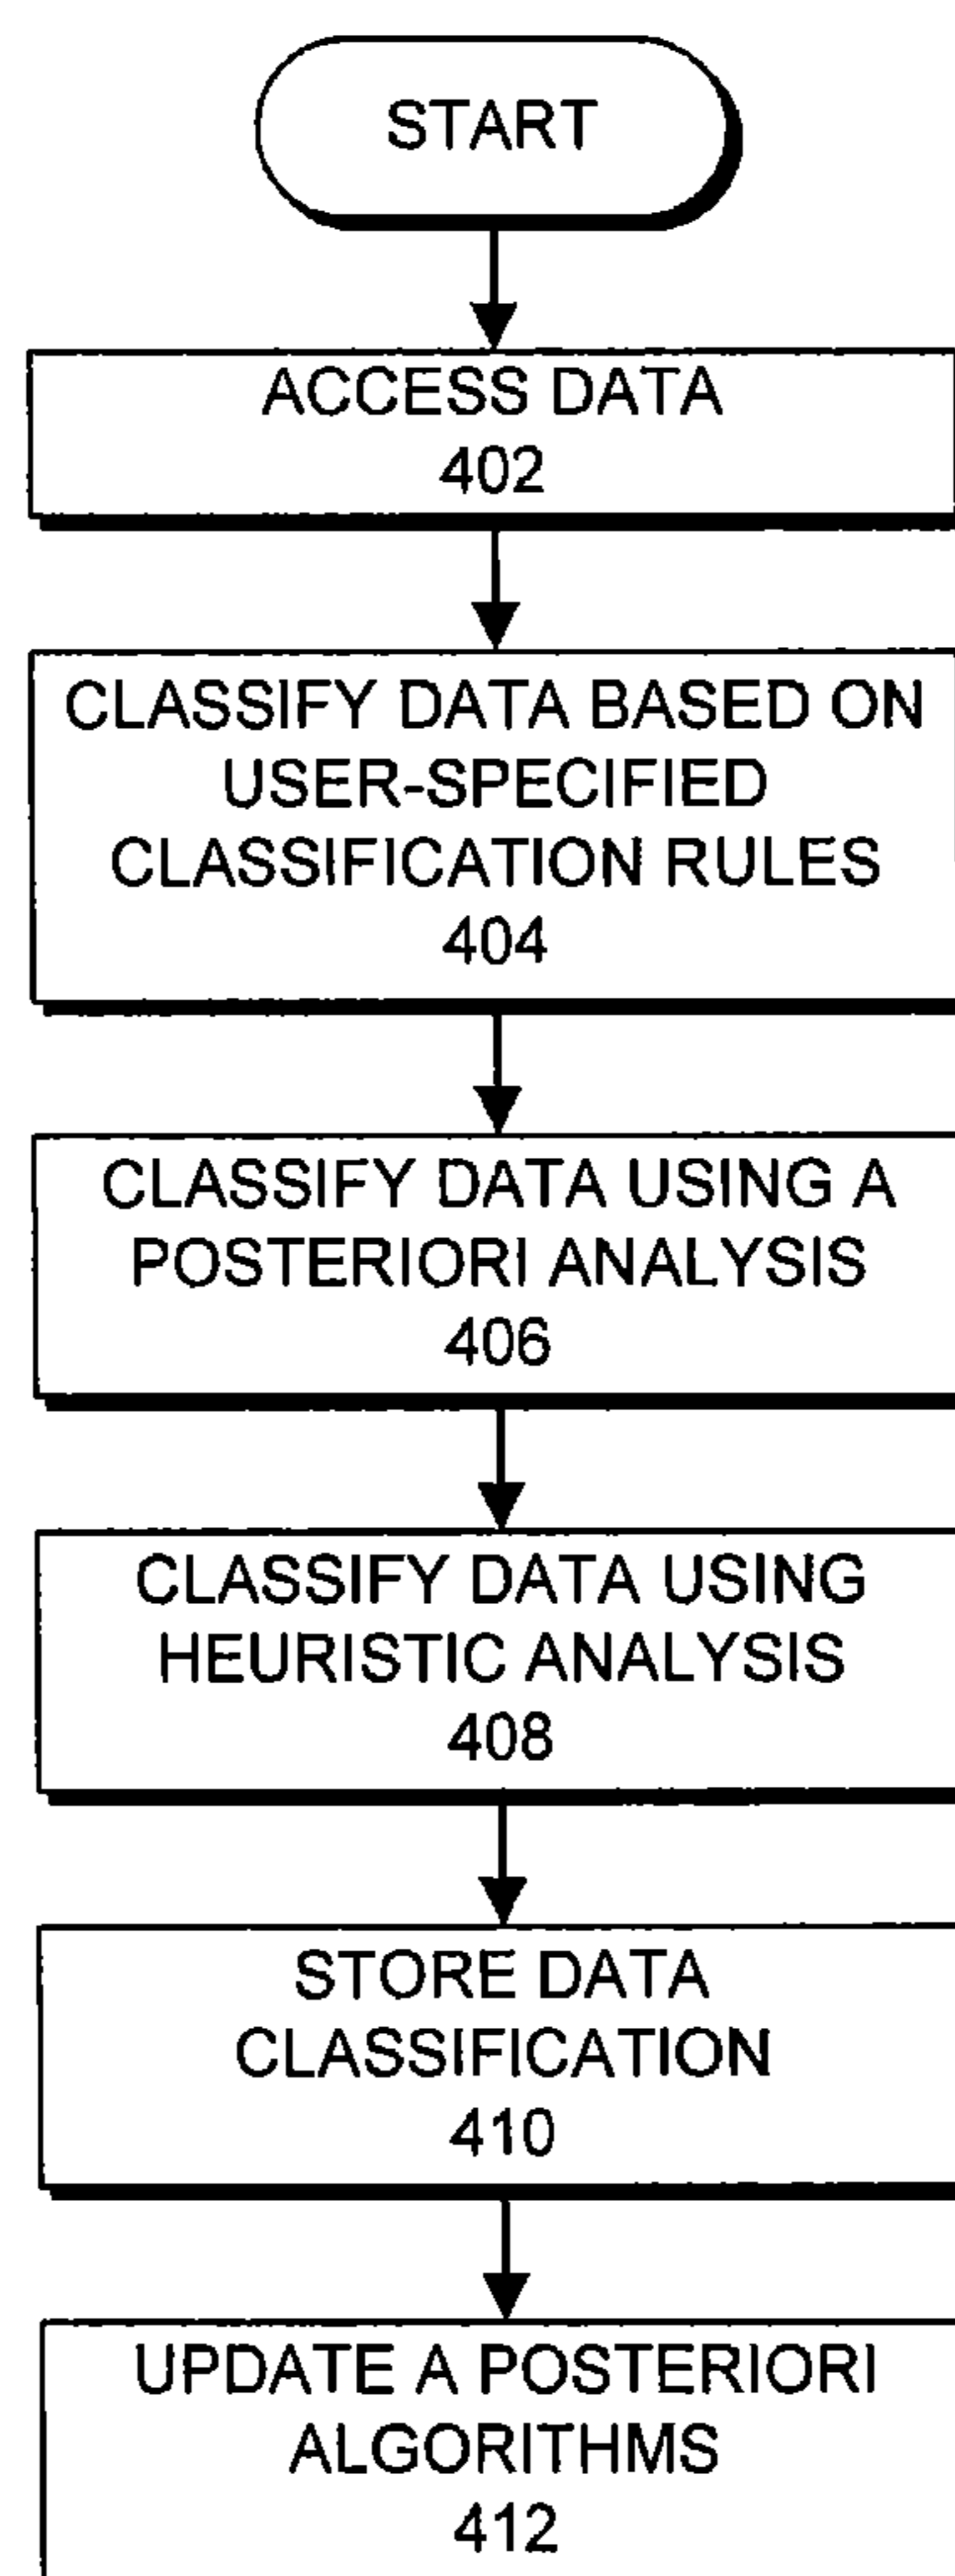 START
ACCESS DATA
402
CLASSIFY DATA BASED ON
USER-SPECIFIED
CLASSIFICATION RULES
404
CLASSIFY DATA USING A
POSTERIORI ANALYSIS
406
CLASSIFY DATA USING
HEURISTIC ANALYSIS
408
STORE DATA
CLASSIFICATION
410
UPDATE A POSTERIORI
ALGORITHMS
412